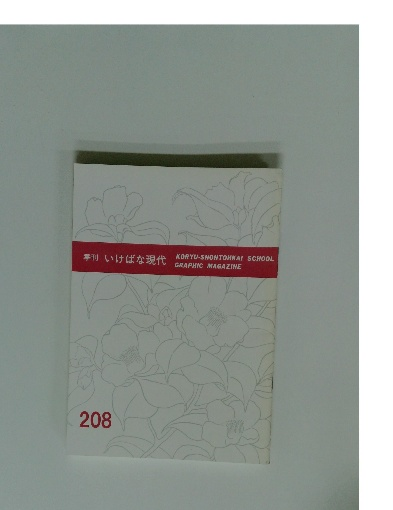 季刊 いけばな現代
KORYU-SHOHTOHKAI SCHOOL
GRAPHIC MAGAZINE
208